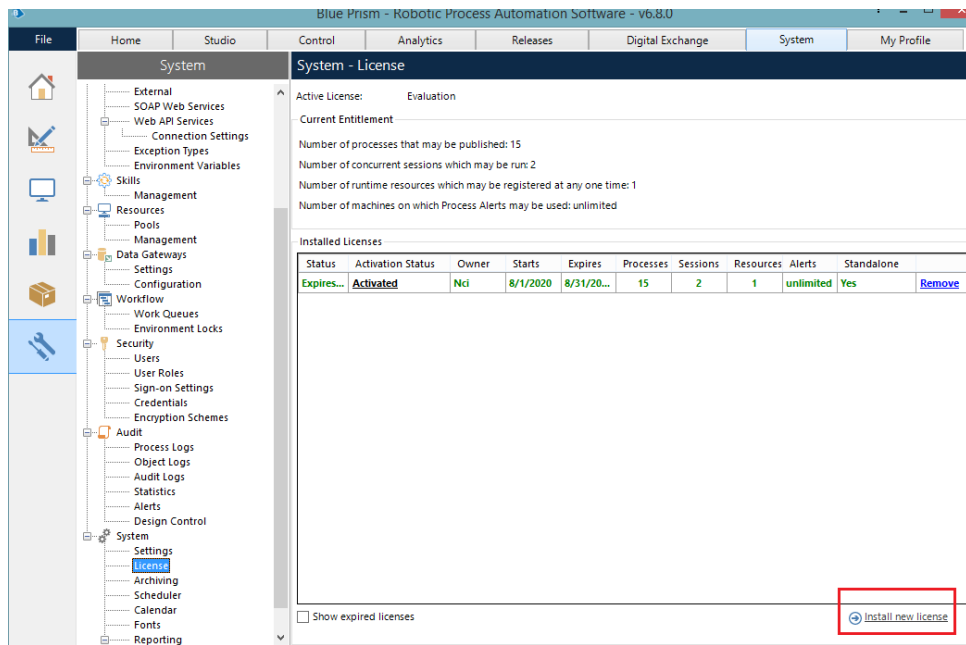 Blue Prism - Robotic Process Automation Software - v6.8.0
File Home Studio Control Analytics Releases Digital Exchange System My Profile
System
External
SOAP Web Services
Web API Services
Connection Settings
Exception Types
Environment Variables
Skills
Management
Resources
Pools
Management
Data Gateways
Settings
Configuration
Workflow
Work Queues
Environment Locks
Security
Users
User Roles
Sign-on Settings
Credentials
Encryption Schemes
Audit
Process Logs
Object Logs
Audit Logs
Statistics
Alerts
Design Control
System
Settings
License
Archiving
Scheduler
Calendar
Fonts
Reporting
System - License
Active License: Evaluation
Current Entitlement
Number of processes that may be published: 15
Number of concurrent sessions which may be run: 2
Number of runtime resources which may be registered at any one time: 1
Number of machines on which Process Alerts may be used: unlimited
Installed Licenses
Status Activation Status Owner Starts Expires Processes Sessions Resources Alerts Standalone
Expires... Activated Nci 8/1/2020 8/31/20... 15 2 1 unlimited Yes Remove
Show expired licenses
Install new license